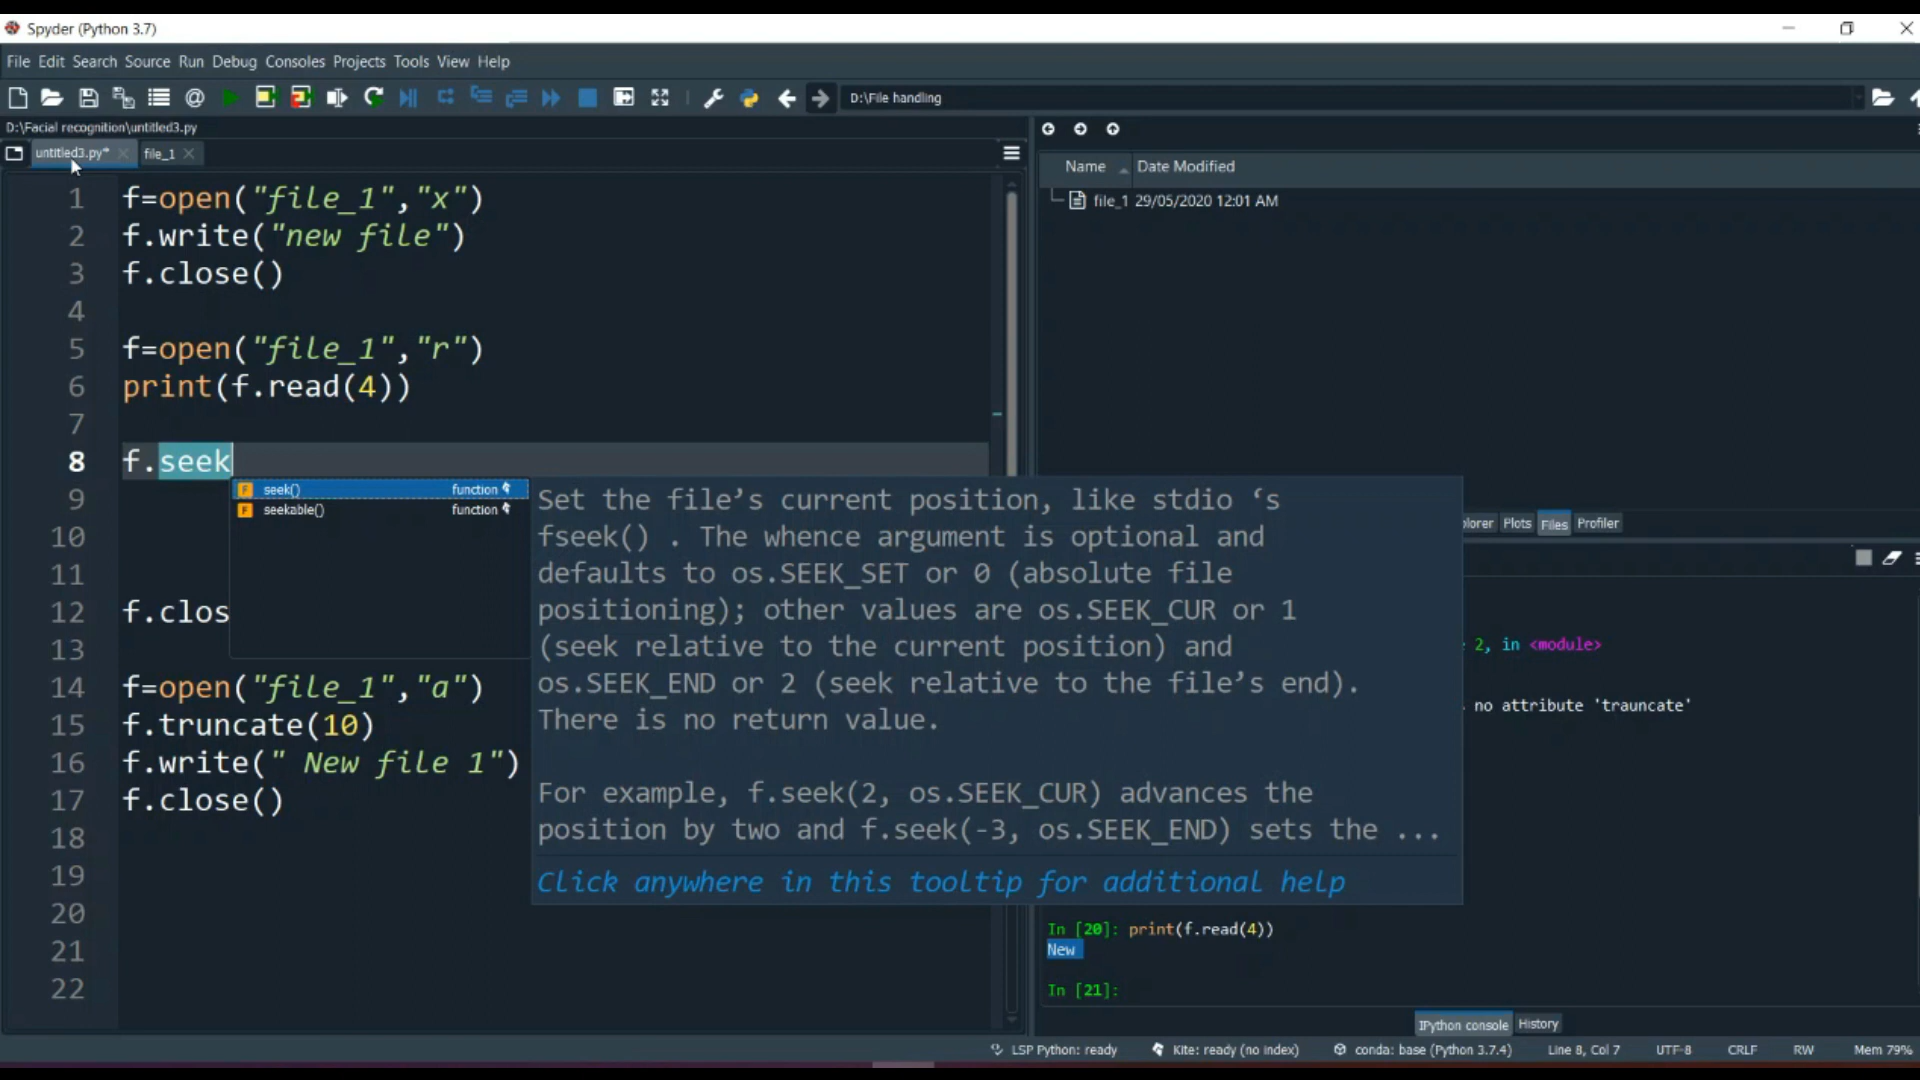 Spyder (Python 3.7)
File Edit Search Source Run Debug Consoles Projects Tools View Help
D:\File handling
D:\Facial recognition\untitled3.py
untitled3.py*
file_1
1 f=open("file_1","x")
2 f.write("new file")
3 f.close()
4
5 f=open("file_1","r")
6 print(f.read(4))
7
8 f.seek
9
10
11
12 f.clos
13
14 f=open("file_1","a")
15 f.truncate(10)
16 f.write(" New file 1")
17 f.close()
18
19
20
21
22
seek() function
seekable() function
Set the file’s current position, like stdio ‘s
fseek() . The whence argument is optional and
defaults to os.SEEK_SET or 0 (absolute file
positioning); other values are os.SEEK_CUR or 1
(seek relative to the current position) and
os.SEEK_END or 2 (seek relative to the file’s end).
There is no return value.
For example, f.seek(2, os.SEEK_CUR) advances the
position by two and f.seek(-3, os.SEEK_END) sets the ...
Click anywhere in this tooltip for additional help
Name Date Modified
file_1 29/05/2020 12:01 AM
plorer Plots Files Profiler
2, in <module>
no attribute 'trauncate'
In [20]: print(f.read(4))
New
In [21]:
IPython console History
LSP Python: ready Kite: ready (no index) conda: base (Python 3.7.4) Line 8, Col 7 UTF-8 CRLF RW Mem 79%